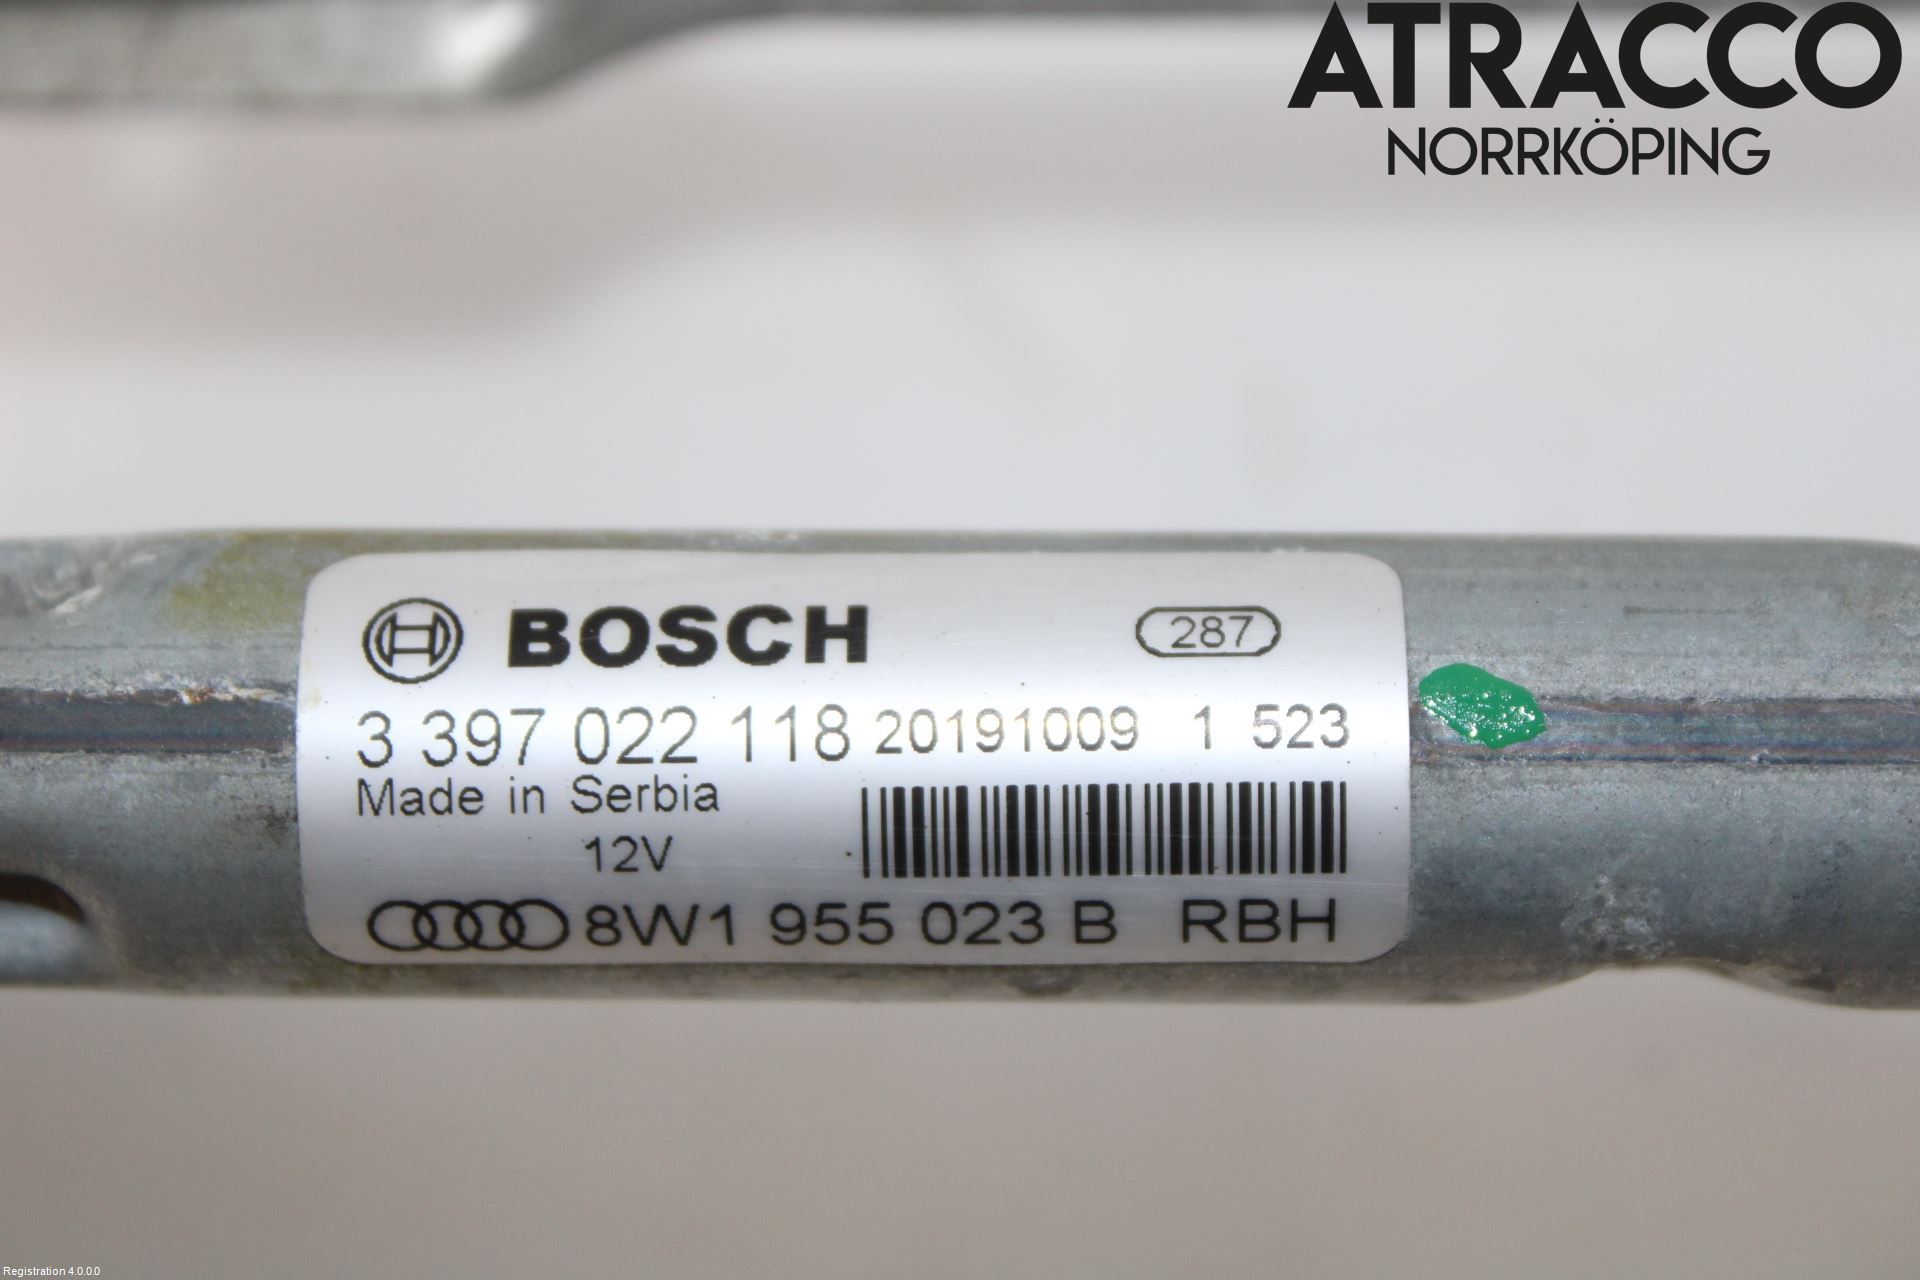 ATRACCO
NORRKÖPING
BOSCH 287
3 397 022 118 20191009 1 523
Made in Serbia
12V
8W1 955 023 B RBH
Registration 4.0.0.0